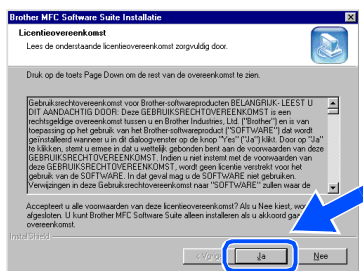 Brother MFC Software Suite Installatie
Licentieovereenkomst
Lees de onderstaande licentieovereenkomst zorgvuldig door.
Druk op de toets Page Down om de rest van de overeenkomst te zien.
Gebruiksrechtovereenkomst voor Brother-softwareproducten BELANGRIJK- LEEST U
DIT AANDACHTIG DOOR: Deze GEBRUIKSRECHTOVEREENKOMST is een
rechtsgeldige overeenkomst tussen u en Brother Industries, Ltd. ("Brother") en is van
toepassing op het gebruik van het Brother-softwareproduct ("SOFTWARE") dat wordt
geïnstalleerd wanneer u in dit dialoogvenster op de knop "Yes" ("Ja") klikt. Door op "Ja"
te klikken, stemt u ermee in dat u wettelijk gebonden bent aan de voorwaarden van deze
GEBRUIKSRECHTOVEREENKOMST. Indien u niet instemt met de voorwaarden van
deze GEBRUIKSRECHTOVEREENKOMST, wordt geen licentie verstrekt voor het
gebruik van de SOFTWARE. In dat geval mag u de SOFTWARE niet gebruiken.
Verwijzingen in deze Gebruiksrechtovereenkomst naar "SOFTWARE" zullen waar de
Accepteert u alle voorwaarden van deze licentieovereenkomst? Als u Nee kiest,
afgesloten. U kunt Brother MFC Software Suite alleen installeren als u akkoord
overeenkomst.
InstallShield
Ja
Nee